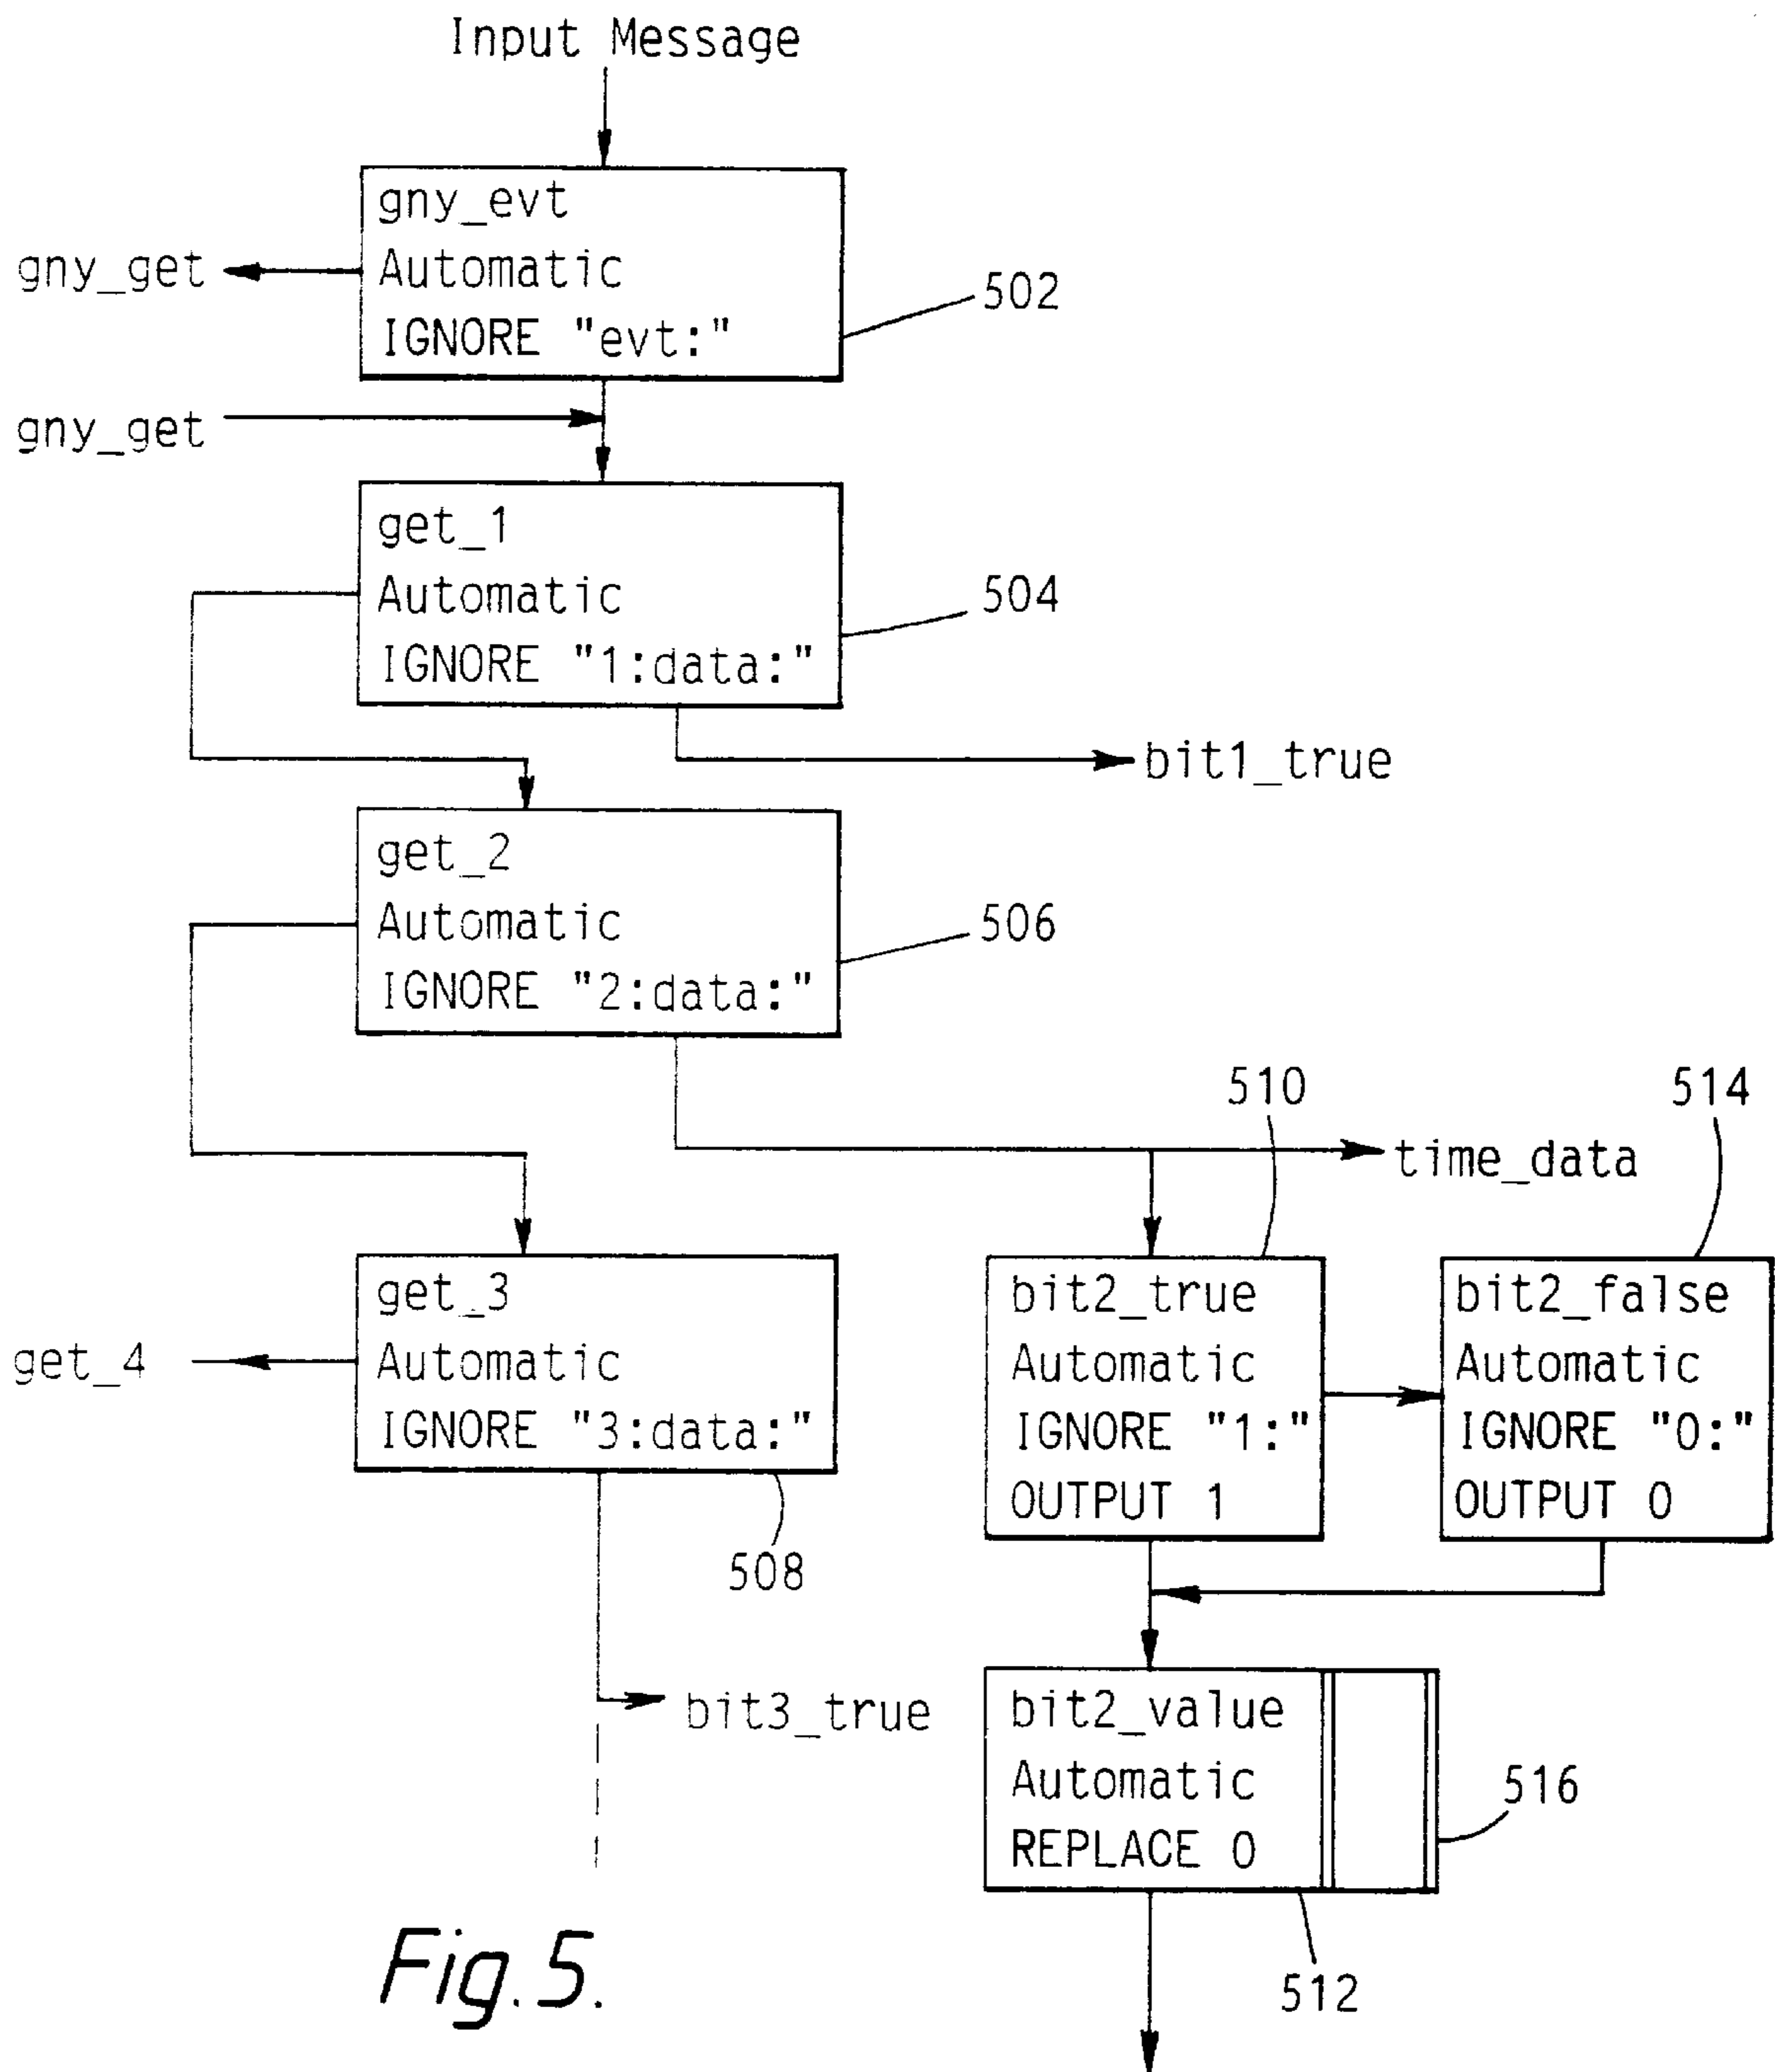 Input Message
gny_evt
Automatic
IGNORE "evt:"
gny_get
502
gny_get
get_1
Automatic
IGNORE "1:data:"
504
bit1_true
get_2
Automatic
IGNORE "2:data:"
506
510
514
time_data
get_3
Automatic
IGNORE "3:data:"
get_4
508
bit2_true
Automatic
IGNORE "1:"
OUTPUT 1
bit2_false
Automatic
IGNORE "0:"
OUTPUT 0
bit3_true
bit2_value
Automatic
REPLACE 0
516
512
Fig.5.